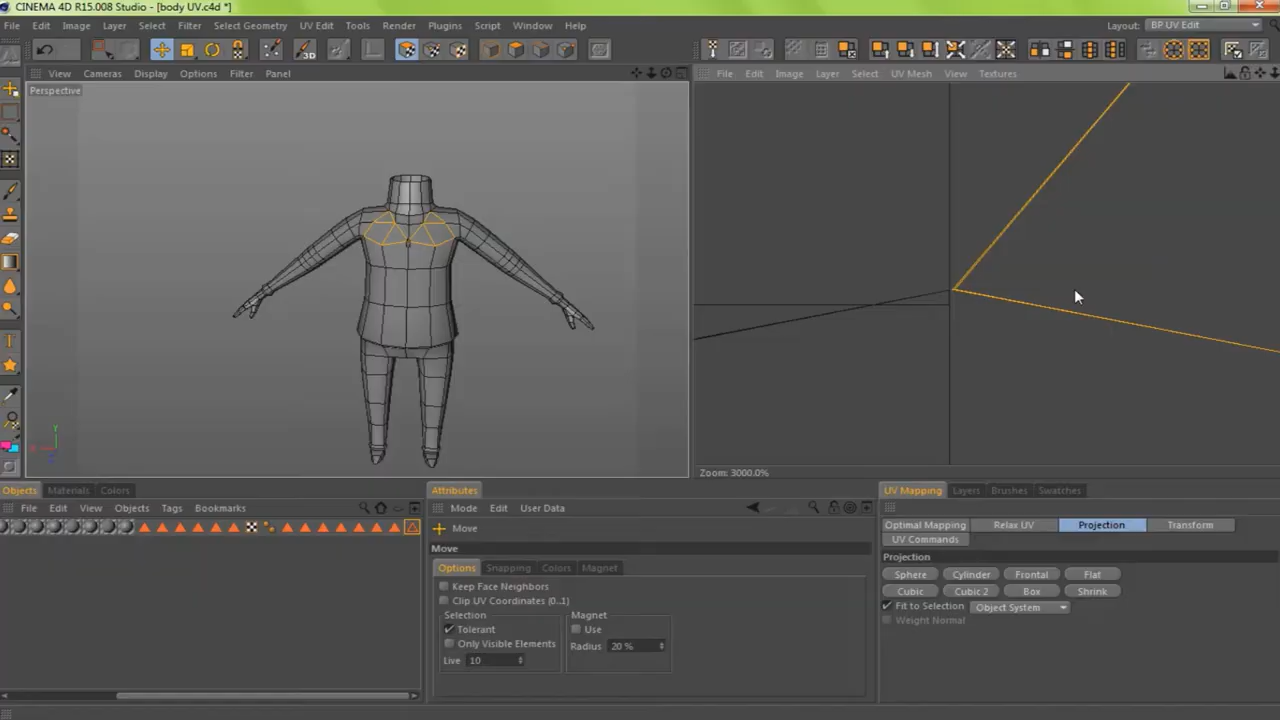 CINEMA 4D R15.008 Studio - [body UV.c4d *]
File Edit Image Layer Select Filter Select Geometry UV Edit Tools Render Plugins Script Window Help
Layout: BP UV Edit
View Cameras Display Options Filter Panel
File Edit Image Layer Select UV Mesh View Textures
Perspective
3D
Y
Zoom: 3000.0%
Objects Materials Colors
Attributes
UV Mapping Layers Brushes Swatches
File Edit View Objects Tags Bookmarks
Mode Edit User Data
Move
Move
Options Snapping Colors Magnet
Keep Face Neighbors
Clip UV Coordinates (0..1)
Selection
Tolerant
Only Visible Elements
Live 10
Magnet
Use
Radius 20 %
Optimal Mapping Relax UV Projection Transform
UV Commands
Projection
Sphere Cylinder Frontal Flat
Cubic Cubic 2 Box Shrink
Fit to Selection Object System
Weight Normal